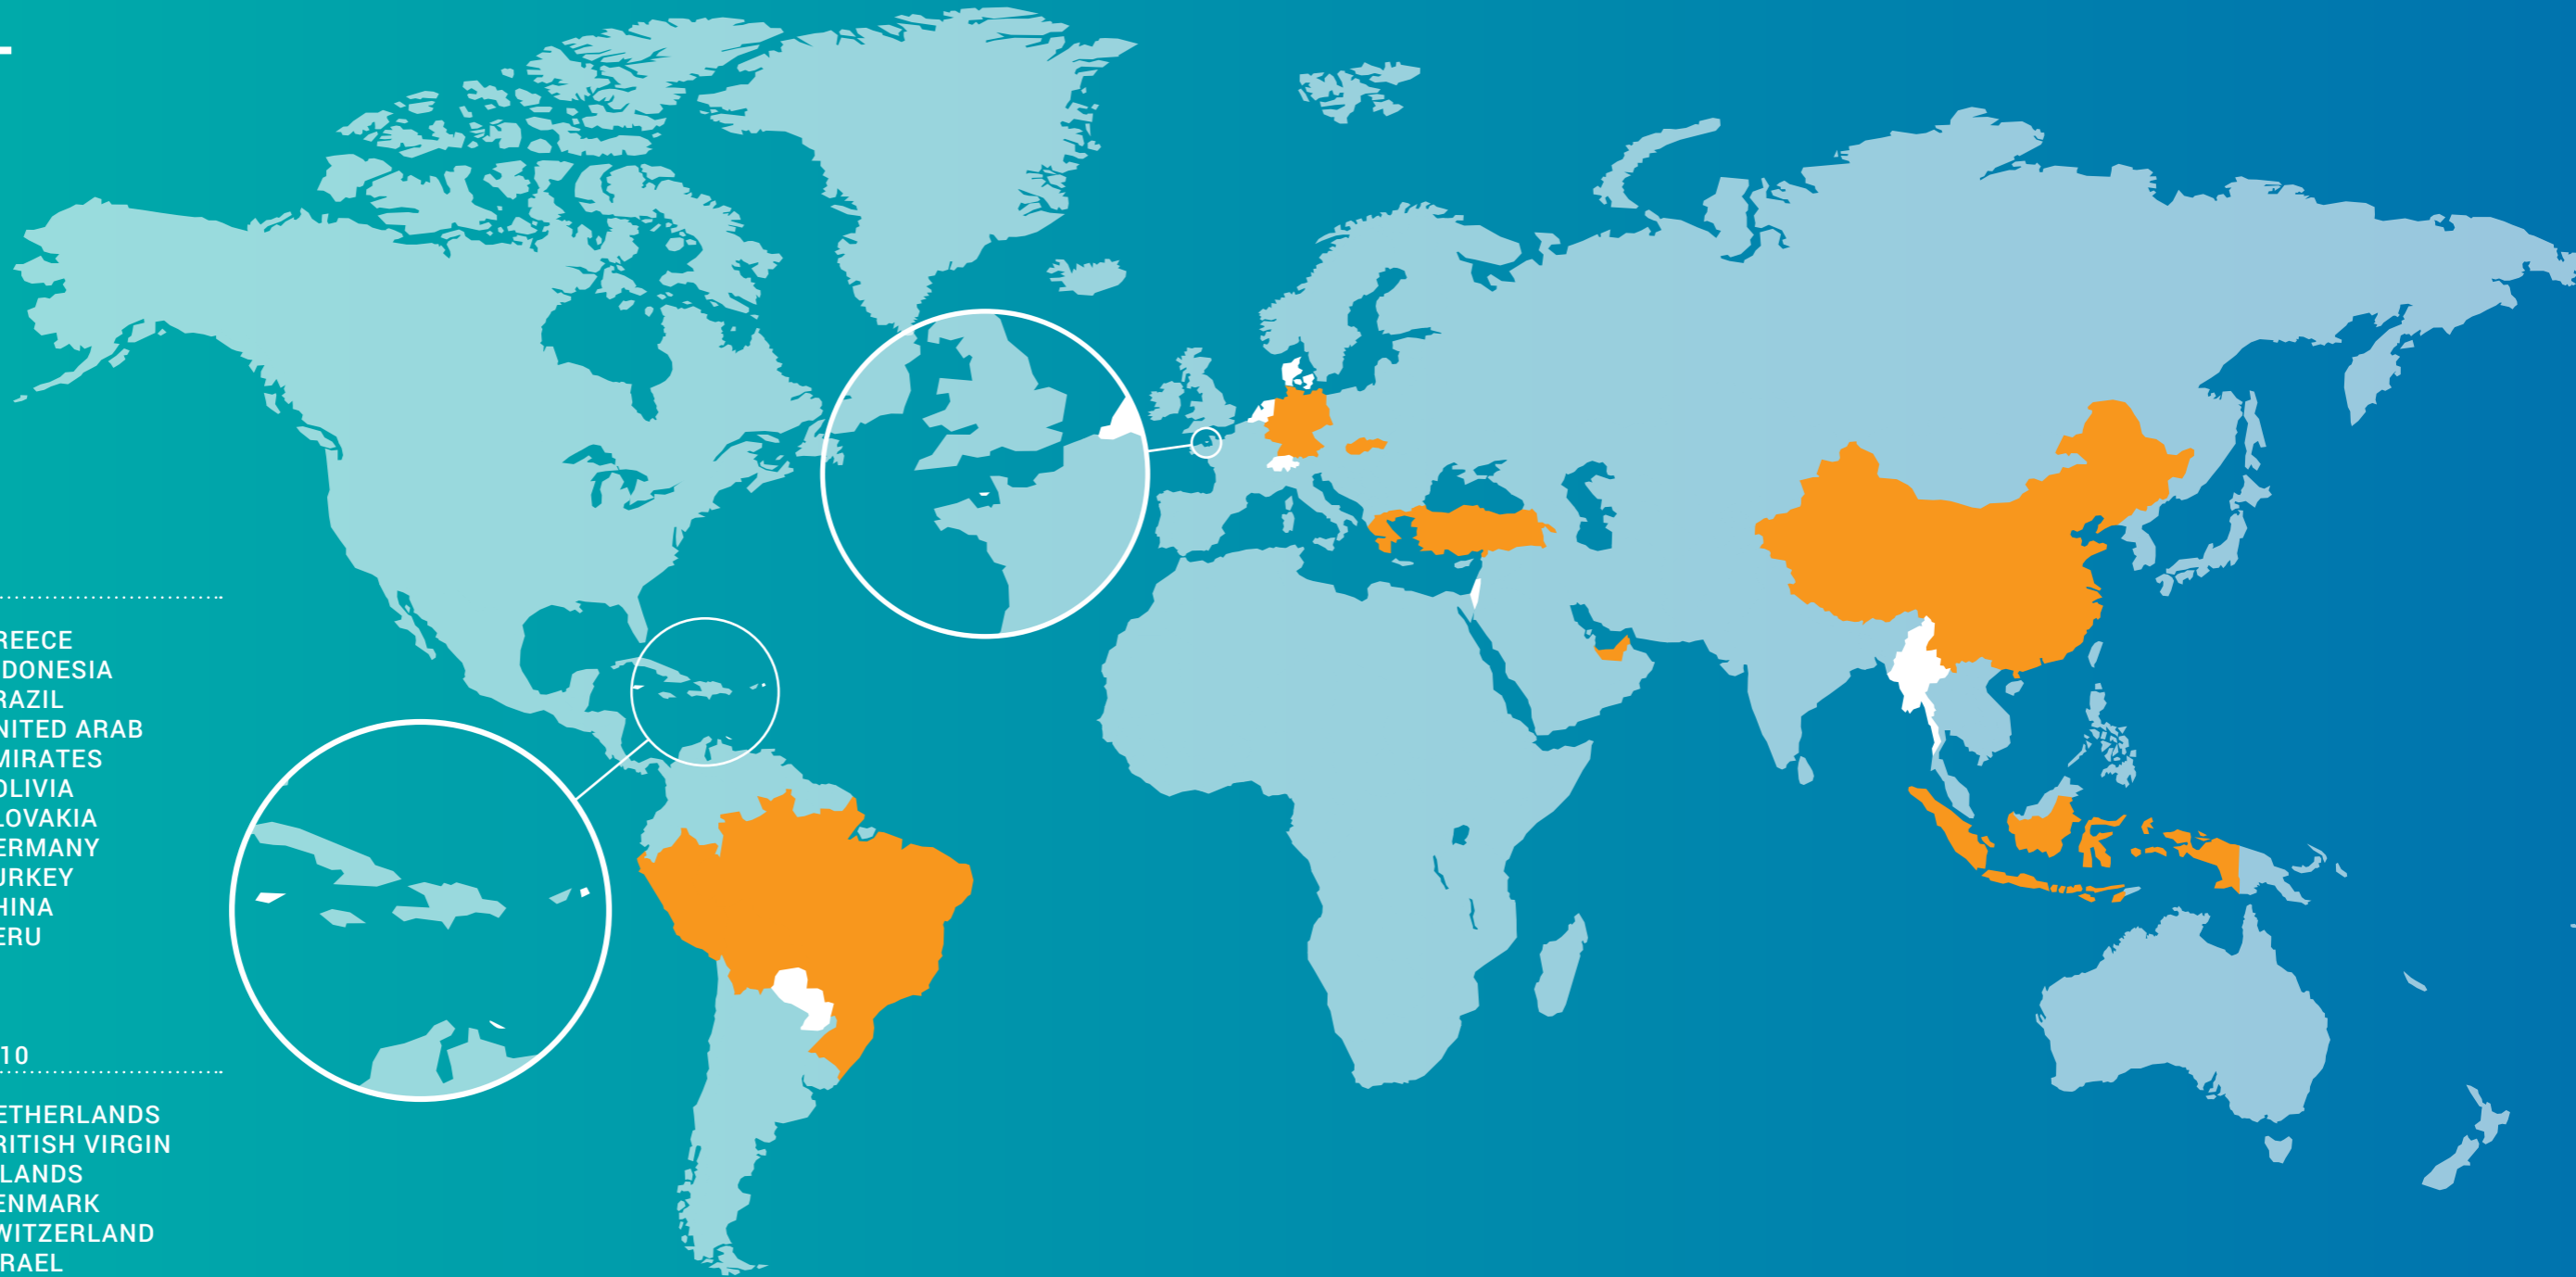 REECE
DONESIA
RAZIL
NITED ARAB
MIRATES
OLIVIA
LOVAKIA
ERMANY
URKEY
HINA
ERU
10
ETHERLANDS
RITISH VIRGIN
LANDS
ENMARK
WITZERLAND
RAEL